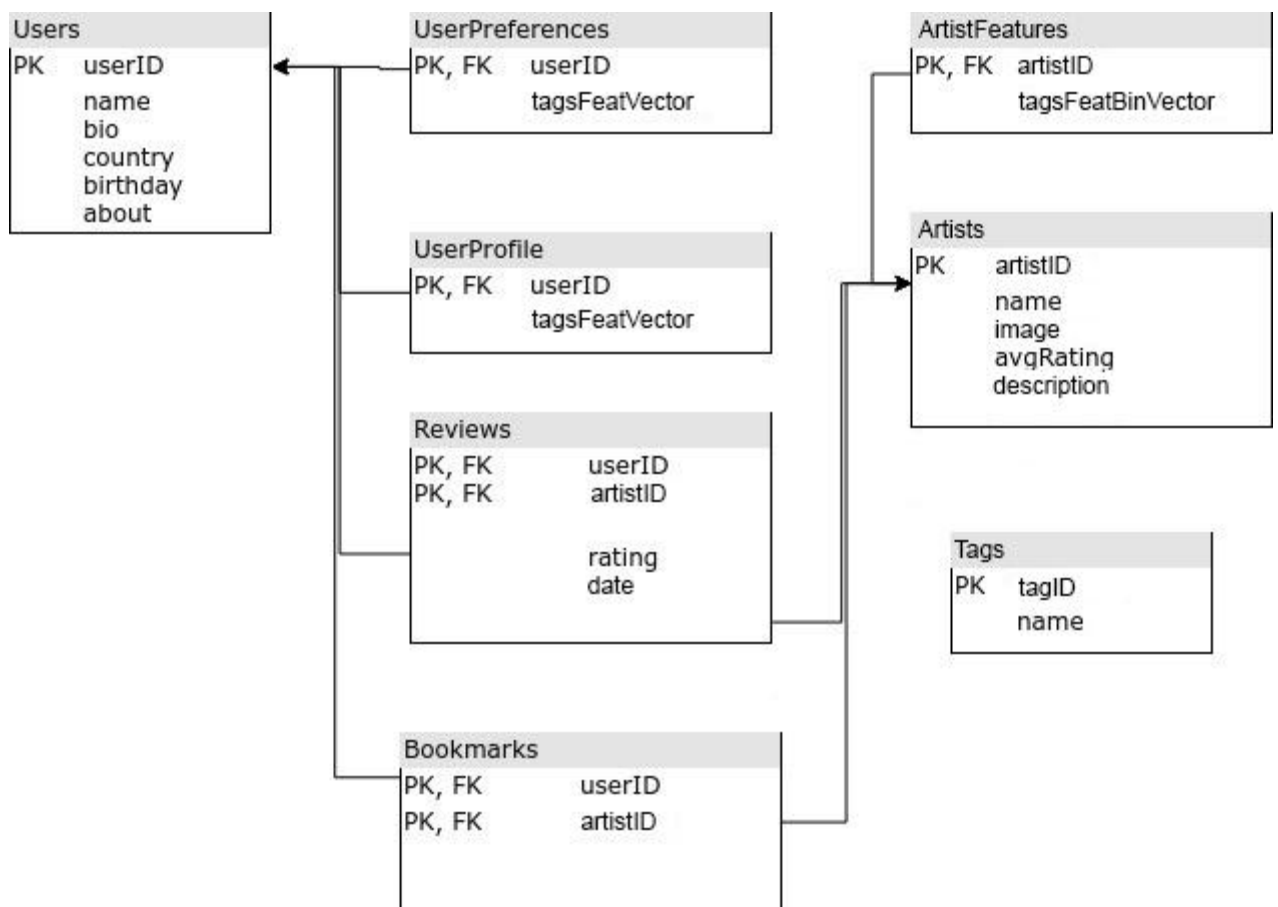 Users
PK userID
name
bio
country
birthday
about
UserPreferences
PK, FK userID
tagsFeatVector
UserProfile
PK, FK userID
tagsFeatVector
Reviews
PK, FK userID
PK, FK artistID
rating
date
Bookmarks
PK, FK userID
PK, FK artistID
ArtistFeatures
PK, FK artistID
tagsFeatBinVector
Artists
PK artistID
name
image
avgRating
description
Tags
PK tagID
name